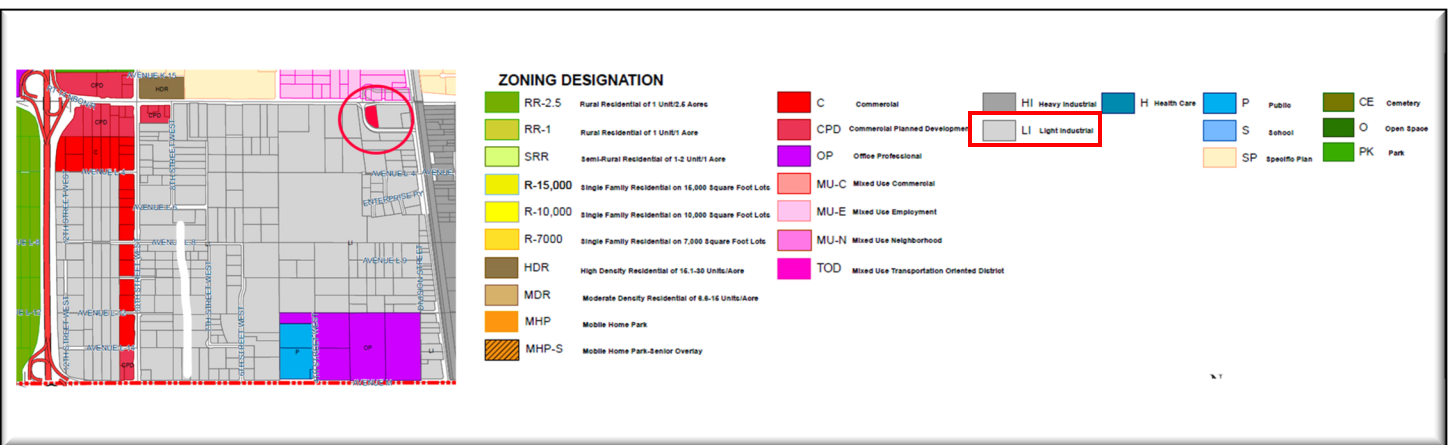 ZONING DESIGNATION
RR-2.5 Rural Residential of 1 Unit/2.5 Acres
RR-1 Rural Residential of 1 Unit/1 Acre
SRR Semi-Rural Residential of 1-2 Unit/1 Acre
R-15,000 Single Family Residential on 15,000 Square Foot Lots
R-10,000 Single Family Residential on 10,000 Square Foot Lots
R-7000 Single Family Residential on 7,000 Square Foot Lots
HDR High Density Residential of 15.1-30 Units/Acre
MDR Moderate Density Residential of 6.6-15 Units/Acre
MHP Mobile Home Park
MHP-S Mobile Home Park-Senior Overlay
C Commercial
CPD Commercial Planned Development
OP Office Professional
MU-C Mixed Use Commercial
MU-E Mixed Use Employment
MU-N Mixed Use Neighborhood
TOD Mixed Use Transportation Oriented District
HI Heavy Industrial
LI Light Industrial
H Health Care
P Public
S School
SP Specific Plan
CE Cemetery
O Open Space
PK Park
AVENUE K-15
CPD
HDR
CPD
CPD
C
AVENUE L-4
ENTERPRISE PY
LI
DIVISION STREET
CPD
P
OP
LI